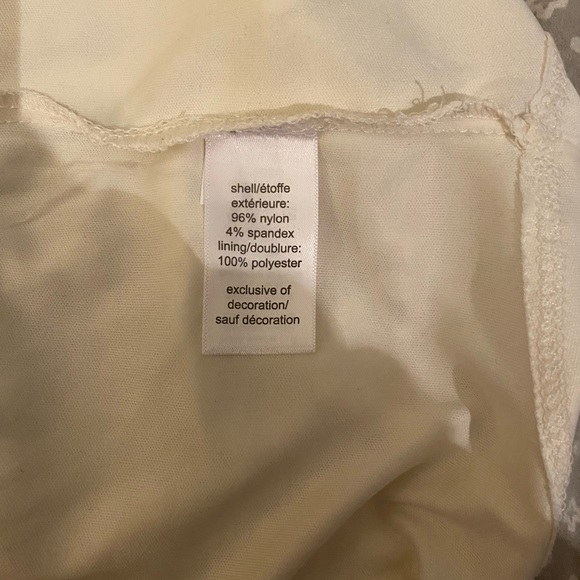 shell/étoffe
extérieure:
96% nylon
4% spandex
lining/doublure:
100% polyester
exclusive of
decoration/
sauf décoration